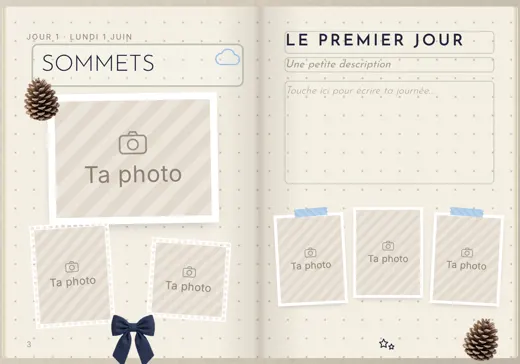 JOUR 1 · LUNDI 1 JUIN
SOMMETS
Ta photo
Ta photo
Ta photo
3
LE PREMIER JOUR
Une petite description
Touche ici pour écrire ta journée...
Ta photo
Ta photo
Ta photo